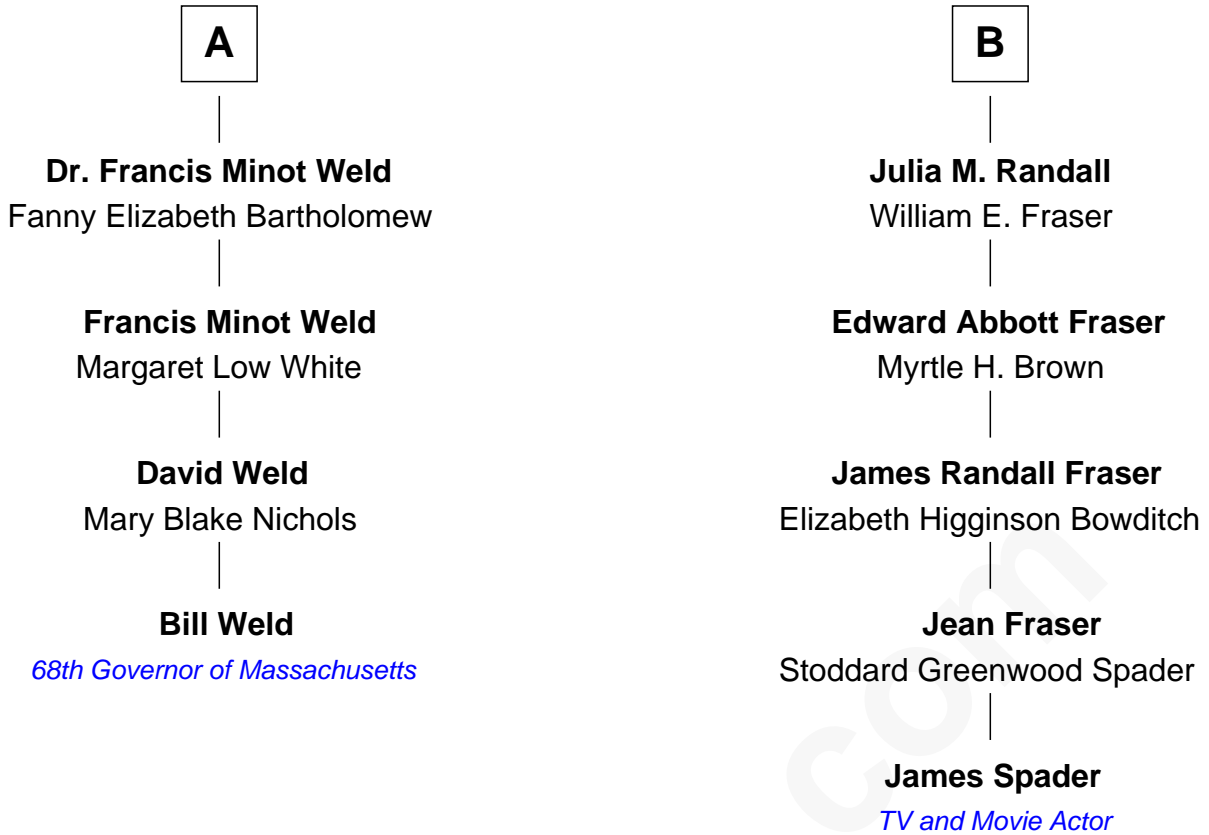 A
Dr. Francis Minot Weld
Fanny Elizabeth Bartholomew
Francis Minot Weld
Margaret Low White
David Weld
Mary Blake Nichols
Bill Weld
68th Governor of Massachusetts
B
Julia M. Randall
William E. Fraser
Edward Abbott Fraser
Myrtle H. Brown
James Randall Fraser
Elizabeth Higginson Bowditch
Jean Fraser
Stoddard Greenwood Spader
James Spader
TV and Movie Actor
com